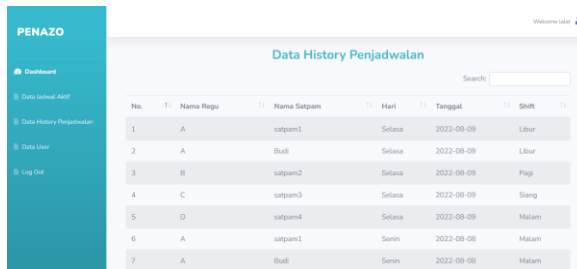 PENAZO
Welcome lalal
Dashboard
Data Jadwal Aktif
Data History Penjadwalan
Data User
Log Out
Data History Penjadwalan
Search:
No. Nama Regu Nama Satpam Hari Tanggal Shift
1 A satpam1 Selasa 2022-08-09 Libur
2 A Budi Selasa 2022-08-09 Libur
3 B satpam2 Selasa 2022-08-09 Pagi
4 C satpam3 Selasa 2022-08-09 Siang
5 D satpam4 Selasa 2022-08-09 Malam
6 A satpam1 Senin 2022-08-08 Malam
7 A Budi Senin 2022-08-08 Malam